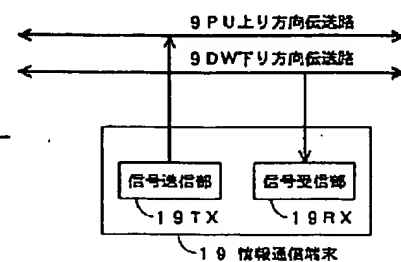 9PU上り方向伝送路
9DW下り方向伝送路
信号送信部
信号受信部
19TX
19RX
19 情報通信端末